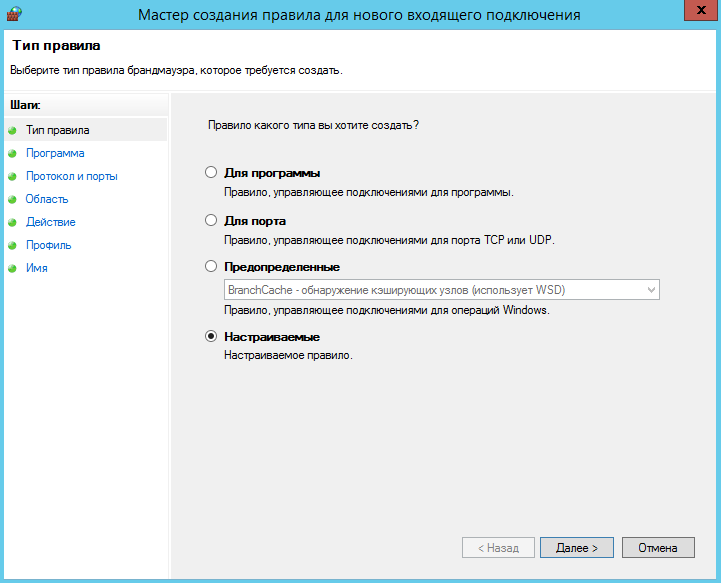 Мастер создания правила для нового входящего подключения
x
Тип правила
Выберите тип правила брандмауэра, которое требуется создать.
Шаги:
Тип правила
Программа
Протокол и порты
Область
Действие
Профиль
Имя
Правило какого типа вы хотите создать?
Для программы
Правило, управляющее подключениями для программы.
Для порта
Правило, управляющее подключениями для порта TCP или UDP.
Предопределенные
BranchCache - обнаружение кэширующих узлов (использует WSD)
Правило, управляющее подключениями для операций Windows.
Настраиваемые
Настраиваемое правило.
< Назад
Далее >
Отмена